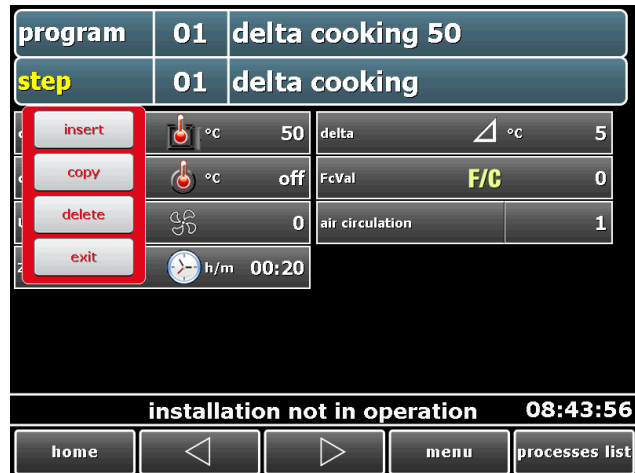 program 01 delta cooking 50
step 01 delta cooking
insert
copy
delete
exit
°C 50 delta °C 5
°C off FcVal F/C 0
0 air circulation 1
h/m 00:20
installation not in operation 08:43:56
home menu processes list